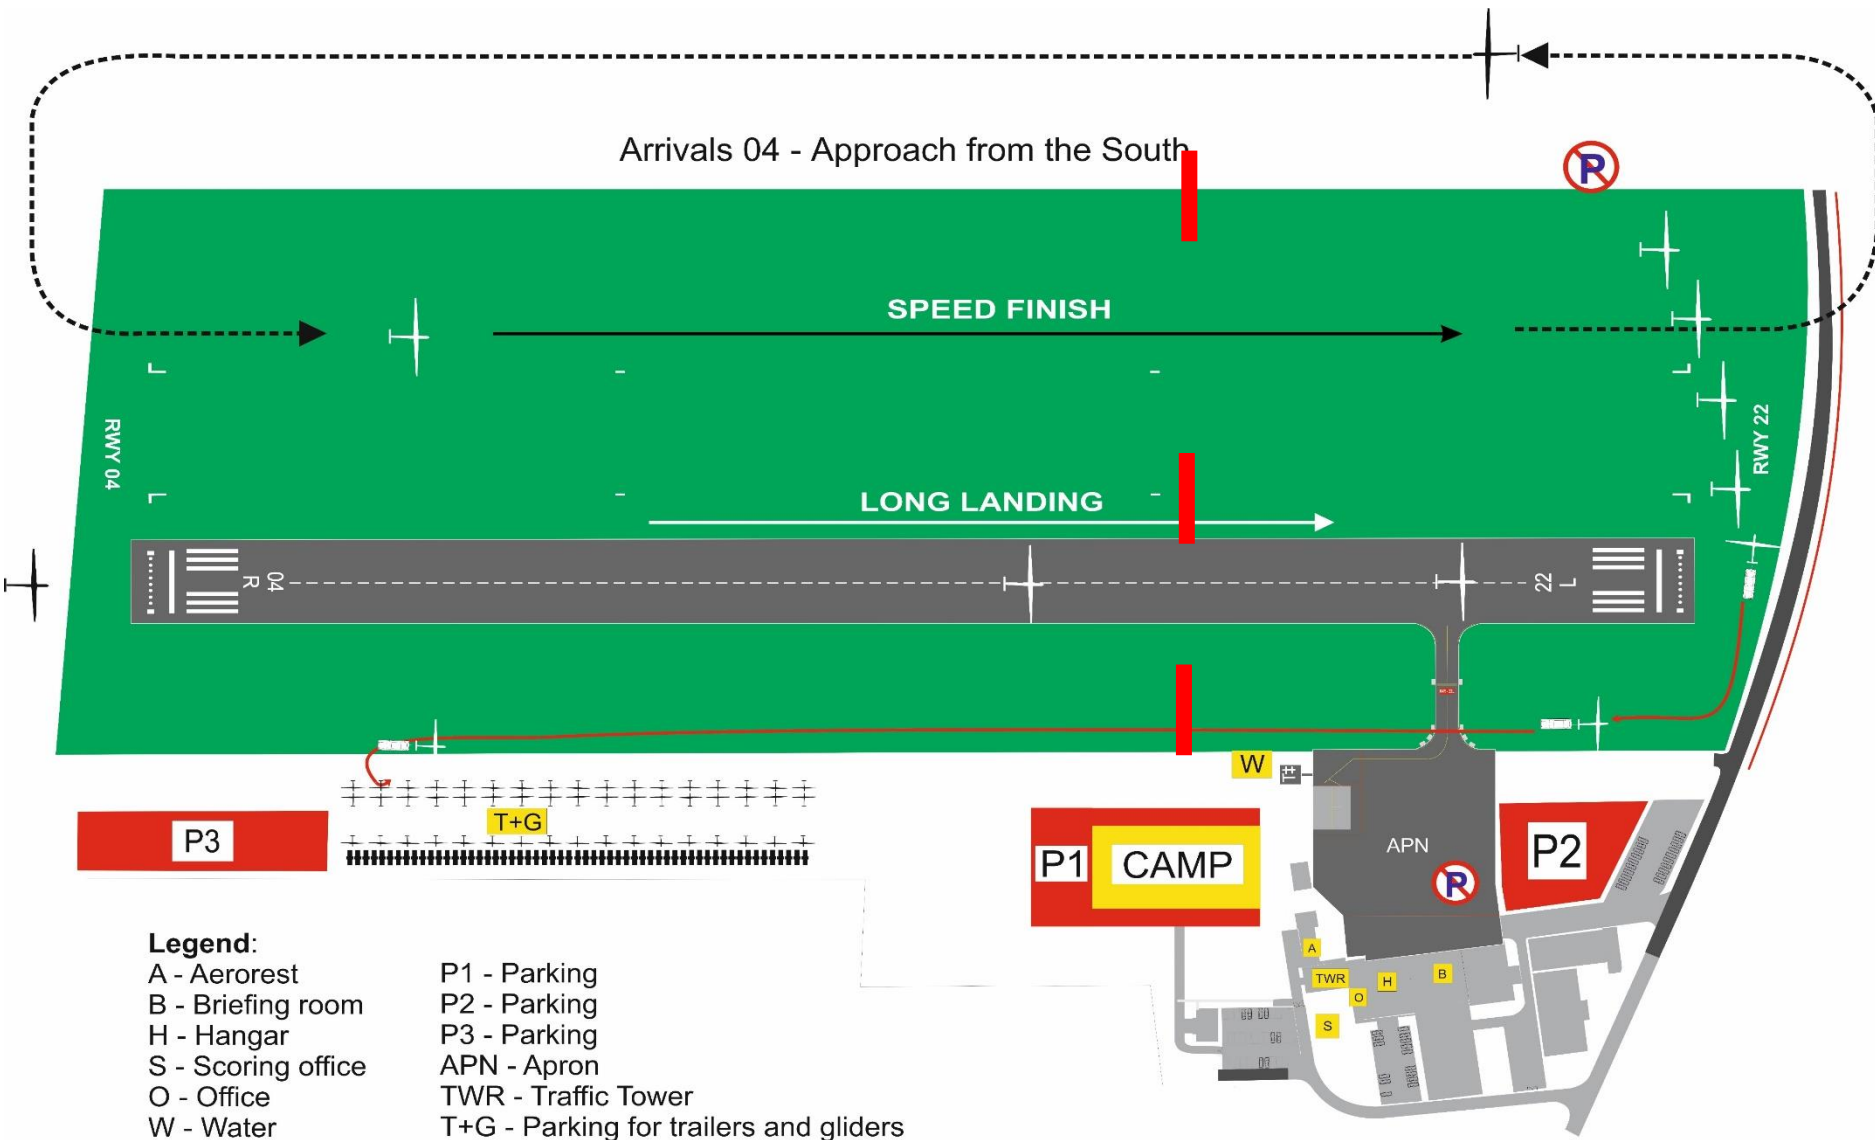 Arrivals 04 - Approach from the South
P
SPEED FINISH
RWY 04
RWY 22
LONG LANDING
04
R
22
L
W
T+G
P3
P1
CAMP
APN
P
P2
A
TWR
H
B
O
S
Legend:
A - Aerorest
B - Briefing room
H - Hangar
S - Scoring office
O - Office
W - Water
P1 - Parking
P2 - Parking
P3 - Parking
APN - Apron
TWR - Traffic Tower
T+G - Parking for trailers and gliders